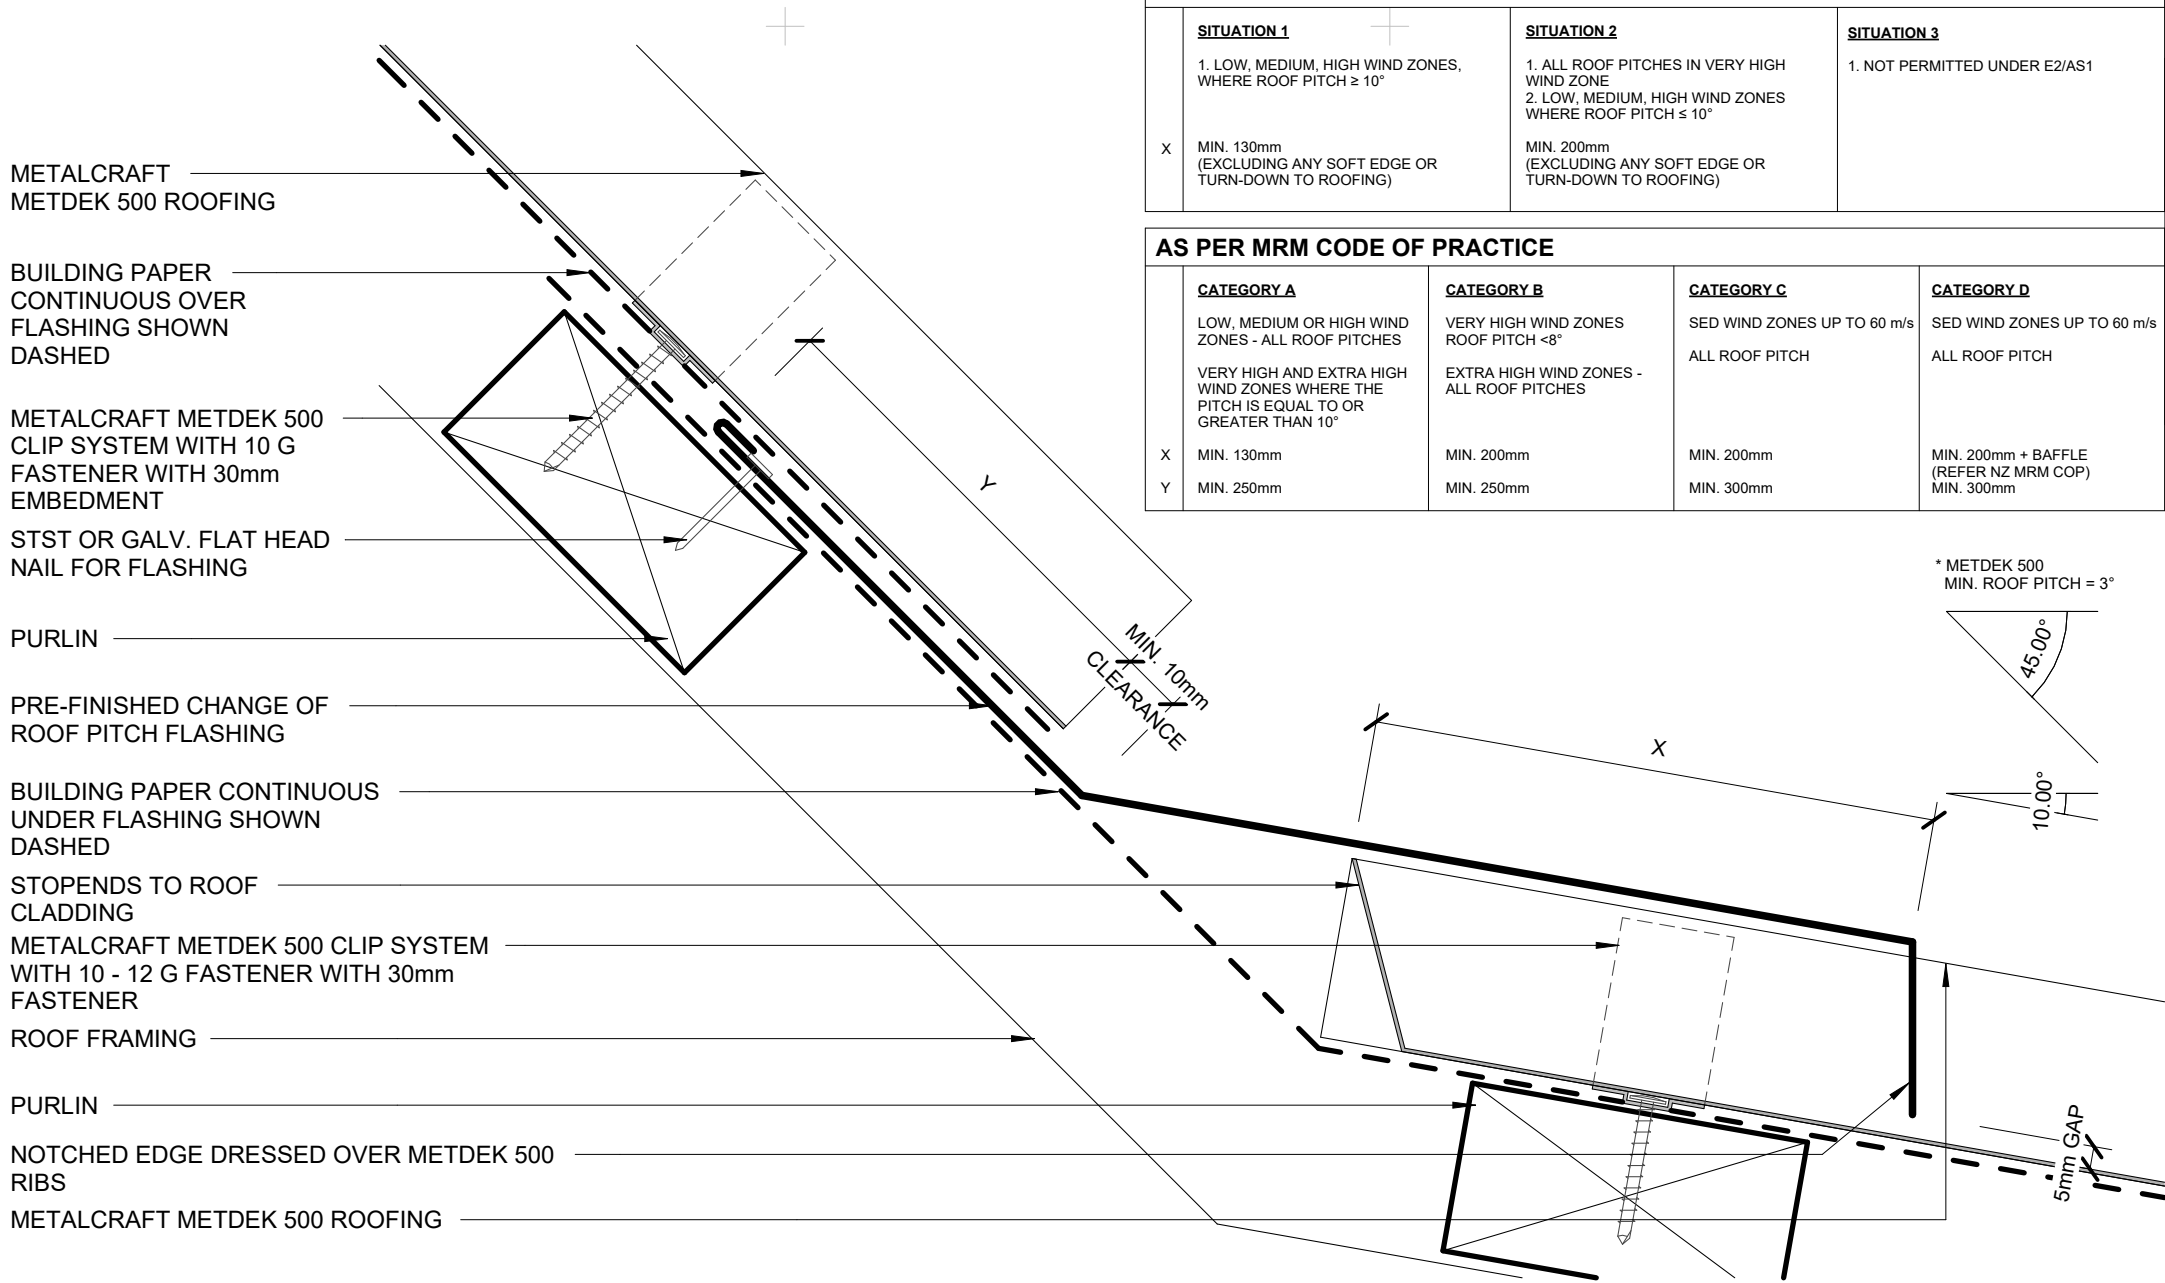 SITUATION 1
1. LOW, MEDIUM, HIGH WIND ZONES,
WHERE ROOF PITCH ≥ 10°
SITUATION 2
1. ALL ROOF PITCHES IN VERY HIGH
WIND ZONE
2. LOW, MEDIUM, HIGH WIND ZONES
WHERE ROOF PITCH ≤ 10°
SITUATION 3
1. NOT PERMITTED UNDER E2/AS1
X
MIN. 130mm
(EXCLUDING ANY SOFT EDGE OR
TURN-DOWN TO ROOFING)
MIN. 200mm
(EXCLUDING ANY SOFT EDGE OR
TURN-DOWN TO ROOFING)
AS PER MRM CODE OF PRACTICE
CATEGORY A
LOW, MEDIUM OR HIGH WIND
ZONES - ALL ROOF PITCHES
VERY HIGH AND EXTRA HIGH
WIND ZONES WHERE THE
PITCH IS EQUAL TO OR
GREATER THAN 10°
CATEGORY B
VERY HIGH WIND ZONES
ROOF PITCH <8°
EXTRA HIGH WIND ZONES -
ALL ROOF PITCHES
CATEGORY C
SED WIND ZONES UP TO 60 m/s
ALL ROOF PITCH
CATEGORY D
SED WIND ZONES UP TO 60 m/s
ALL ROOF PITCH
X
MIN. 130mm
MIN. 200mm
MIN. 200mm
MIN. 200mm + BAFFLE
(REFER NZ MRM COP)
Y
MIN. 250mm
MIN. 250mm
MIN. 300mm
MIN. 300mm
METALCRAFT
METDEK 500 ROOFING
BUILDING PAPER
CONTINUOUS OVER
FLASHING SHOWN
DASHED
METALCRAFT METDEK 500
CLIP SYSTEM WITH 10 G
FASTENER WITH 30mm
EMBEDMENT
STST OR GALV. FLAT HEAD
NAIL FOR FLASHING
PURLIN
PRE-FINISHED CHANGE OF
ROOF PITCH FLASHING
BUILDING PAPER CONTINUOUS
UNDER FLASHING SHOWN
DASHED
STOPENDS TO ROOF
CLADDING
METALCRAFT METDEK 500 CLIP SYSTEM
WITH 10 - 12 G FASTENER WITH 30mm
FASTENER
ROOF FRAMING
PURLIN
NOTCHED EDGE DRESSED OVER METDEK 500
RIBS
METALCRAFT METDEK 500 ROOFING
Y
MIN. 10mm
CLEARANCE
X
* METDEK 500
MIN. ROOF PITCH = 3°
45.00°
10.00°
5mm GAP